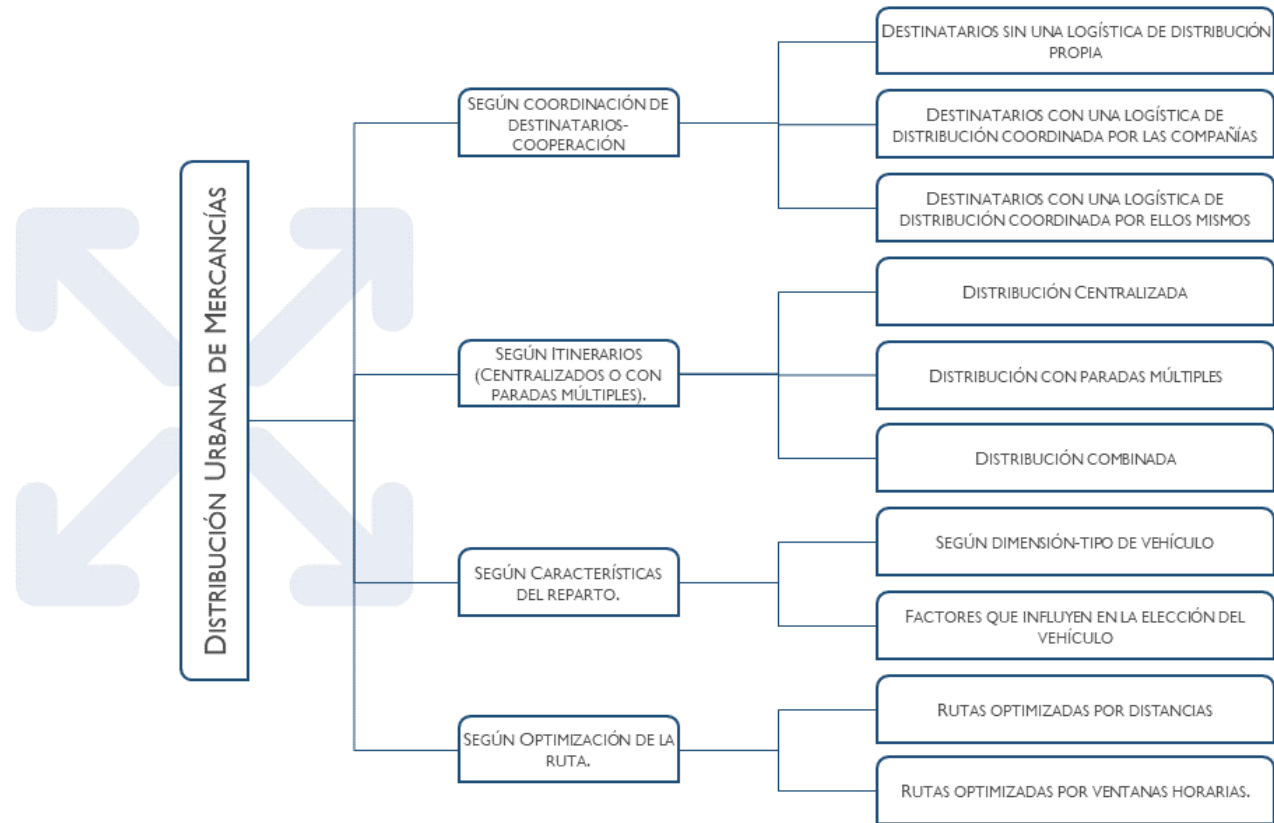 DISTRIBUCIÓN URBANA DE MERCANCÍAS
SEGÚN COORDINACIÓN DE
DESTINATARIOS-
COOPERACIÓN
DESTINATARIOS SIN UNA LOGÍSTICA DE DISTRIBUCIÓN
PROPIA
DESTINATARIOS CON UNA LOGÍSTICA DE
DISTRIBUCIÓN COORDINADA POR LAS COMPAÑÍAS
DESTINATARIOS CON UNA LOGÍSTICA DE
DISTRIBUCIÓN COORDINADA POR ELLOS MISMOS
SEGÚN ITINERARIOS
(CENTRALIZADOS O CON
PARADAS MÚLTIPLES).
DISTRIBUCIÓN CENTRALIZADA
DISTRIBUCIÓN CON PARADAS MÚLTIPLES
DISTRIBUCIÓN COMBINADA
SEGÚN CARACTERÍSTICAS
DEL REPARTO.
SEGÚN DIMENSIÓN-TIPO DE VEHÍCULO
FACTORES QUE INFLUYEN EN LA ELECCIÓN DEL
VEHÍCULO
SEGÚN OPTIMIZACIÓN DE LA
RUTA.
RUTAS OPTIMIZADAS POR DISTANCIAS
RUTAS OPTIMIZADAS POR VENTANAS HORARIAS.